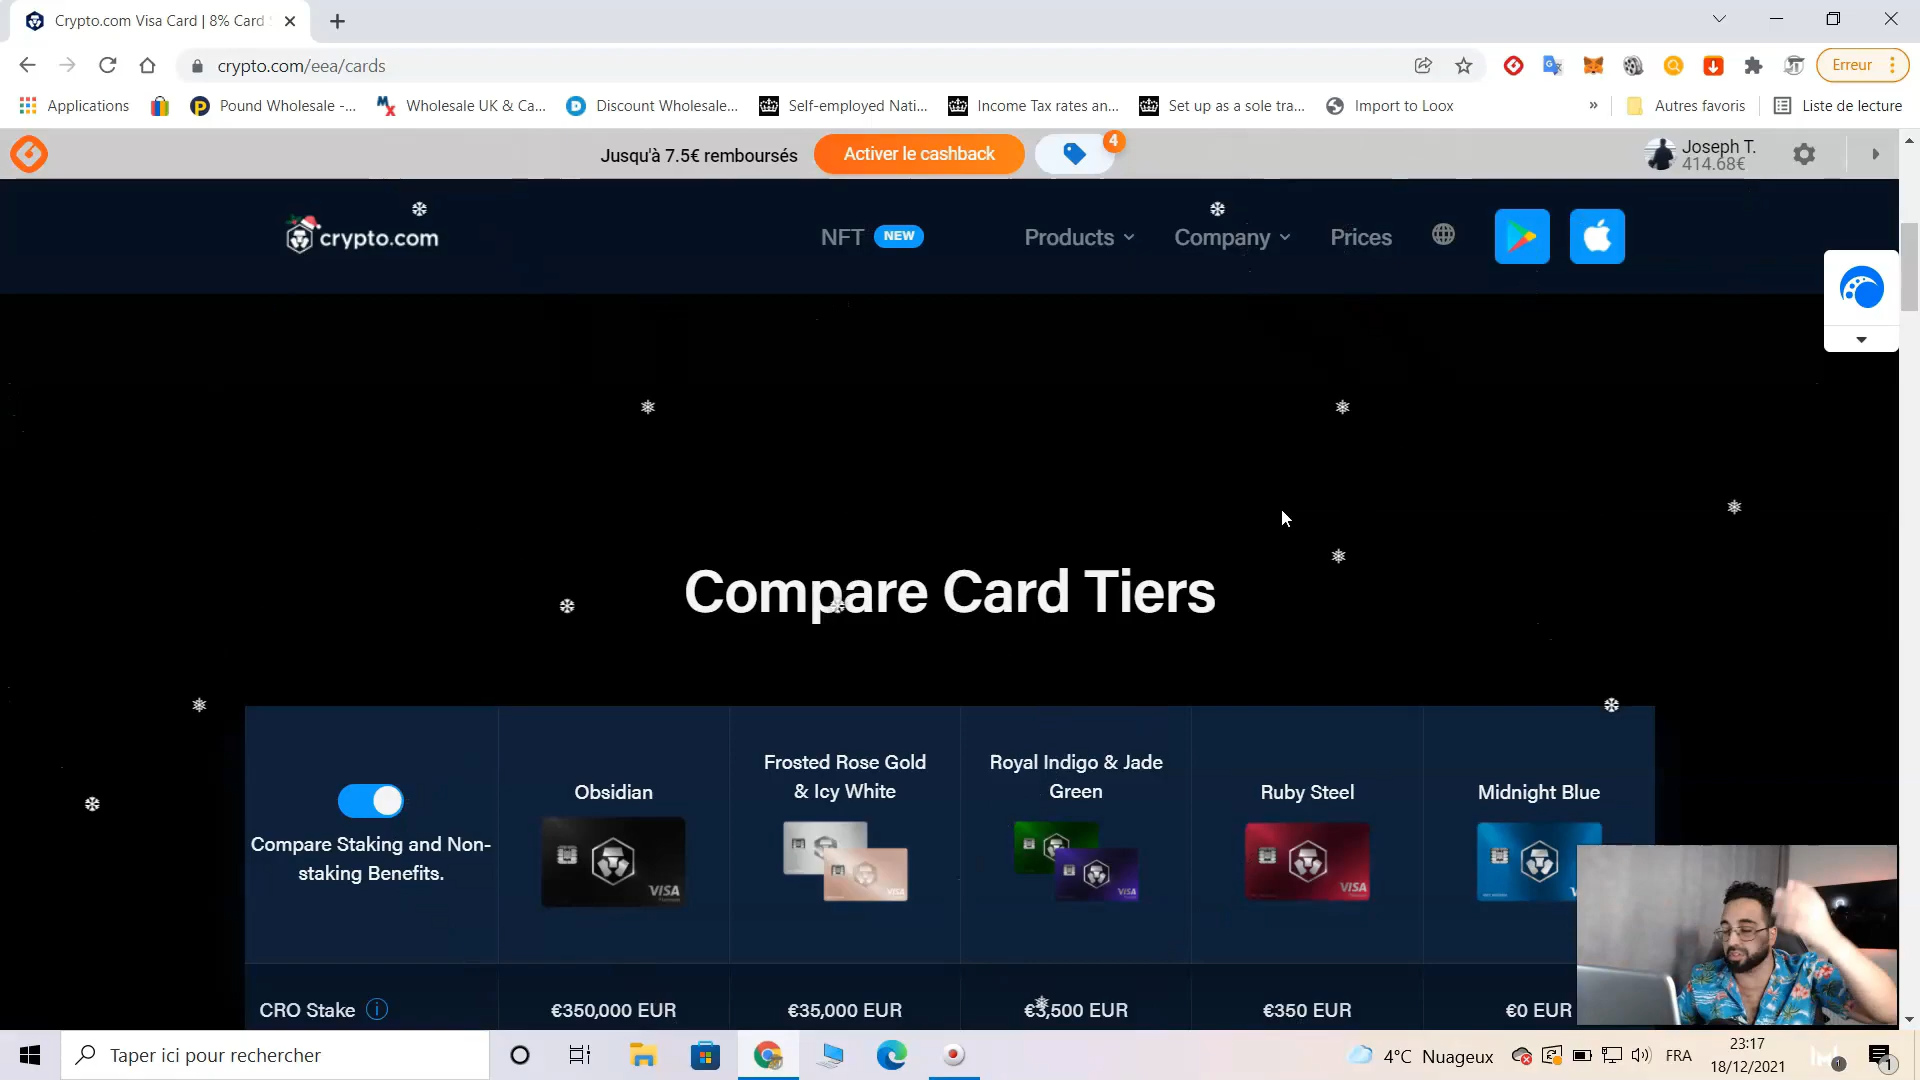 Crypto.com Visa Card | 8% Card
crypto.com/eea/cards
Erreur
Applications
Pound Wholesale -...
Wholesale UK & Ca...
Discount Wholesale...
Self-employed Nati...
Income Tax rates an...
Set up as a sole tra...
Import to Loox
»
Autres favoris
Liste de lecture
Jusqu'à 7.5€ remboursés
Activer le cashback
4
Joseph T.
414.68€
crypto.com
NFT NEW
Products
Company
Prices
Compare Card Tiers
Compare Staking and Non-
staking Benefits.
Obsidian
Frosted Rose Gold
& Icy White
Royal Indigo & Jade
Green
Ruby Steel
Midnight Blue
VISA
VISA
VISA
VISA
CRO Stake
€350,000 EUR
€35,000 EUR
€3,500 EUR
€350 EUR
€0 EUR
Taper ici pour rechercher
4°C Nuageux
FRA
23:17
18/12/2021
1
1